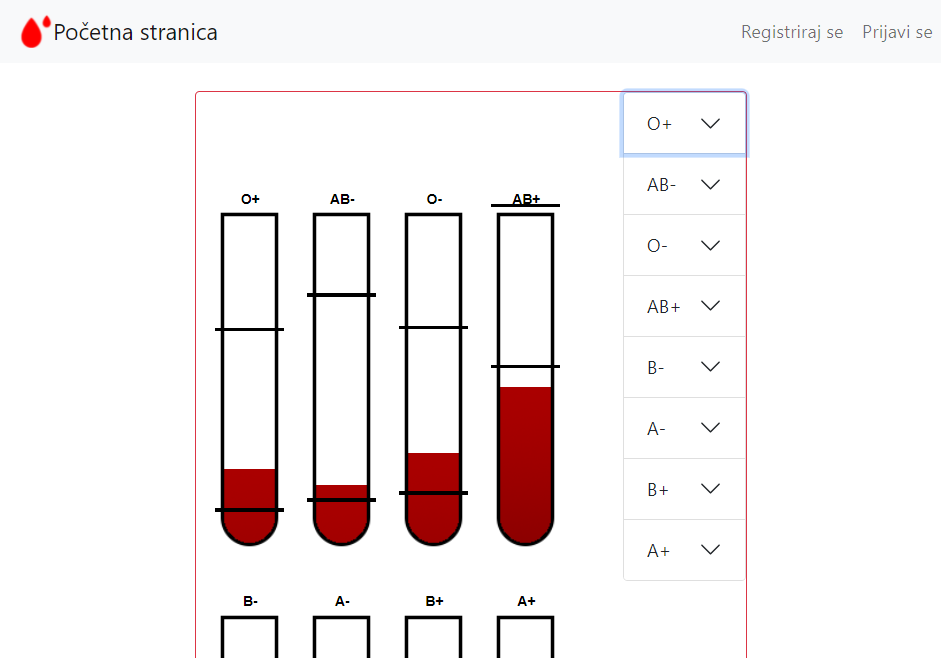 Početna stranica
Registriraj se
Prijavi se
O+
AB-
O-
AB+
B-
A-
B+
A+
O+
AB-
O-
AB+
B-
A-
B+
A+